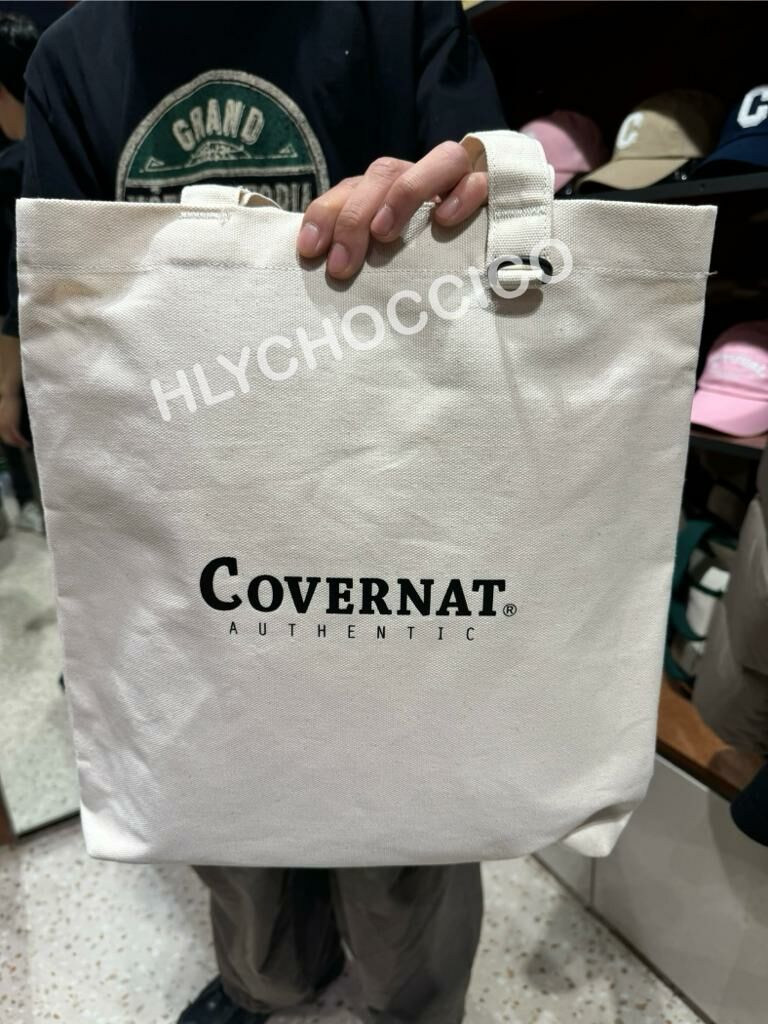 GRAND
HLYCHOCCICO
COVERNAT®
AUTHENTIC
C
C